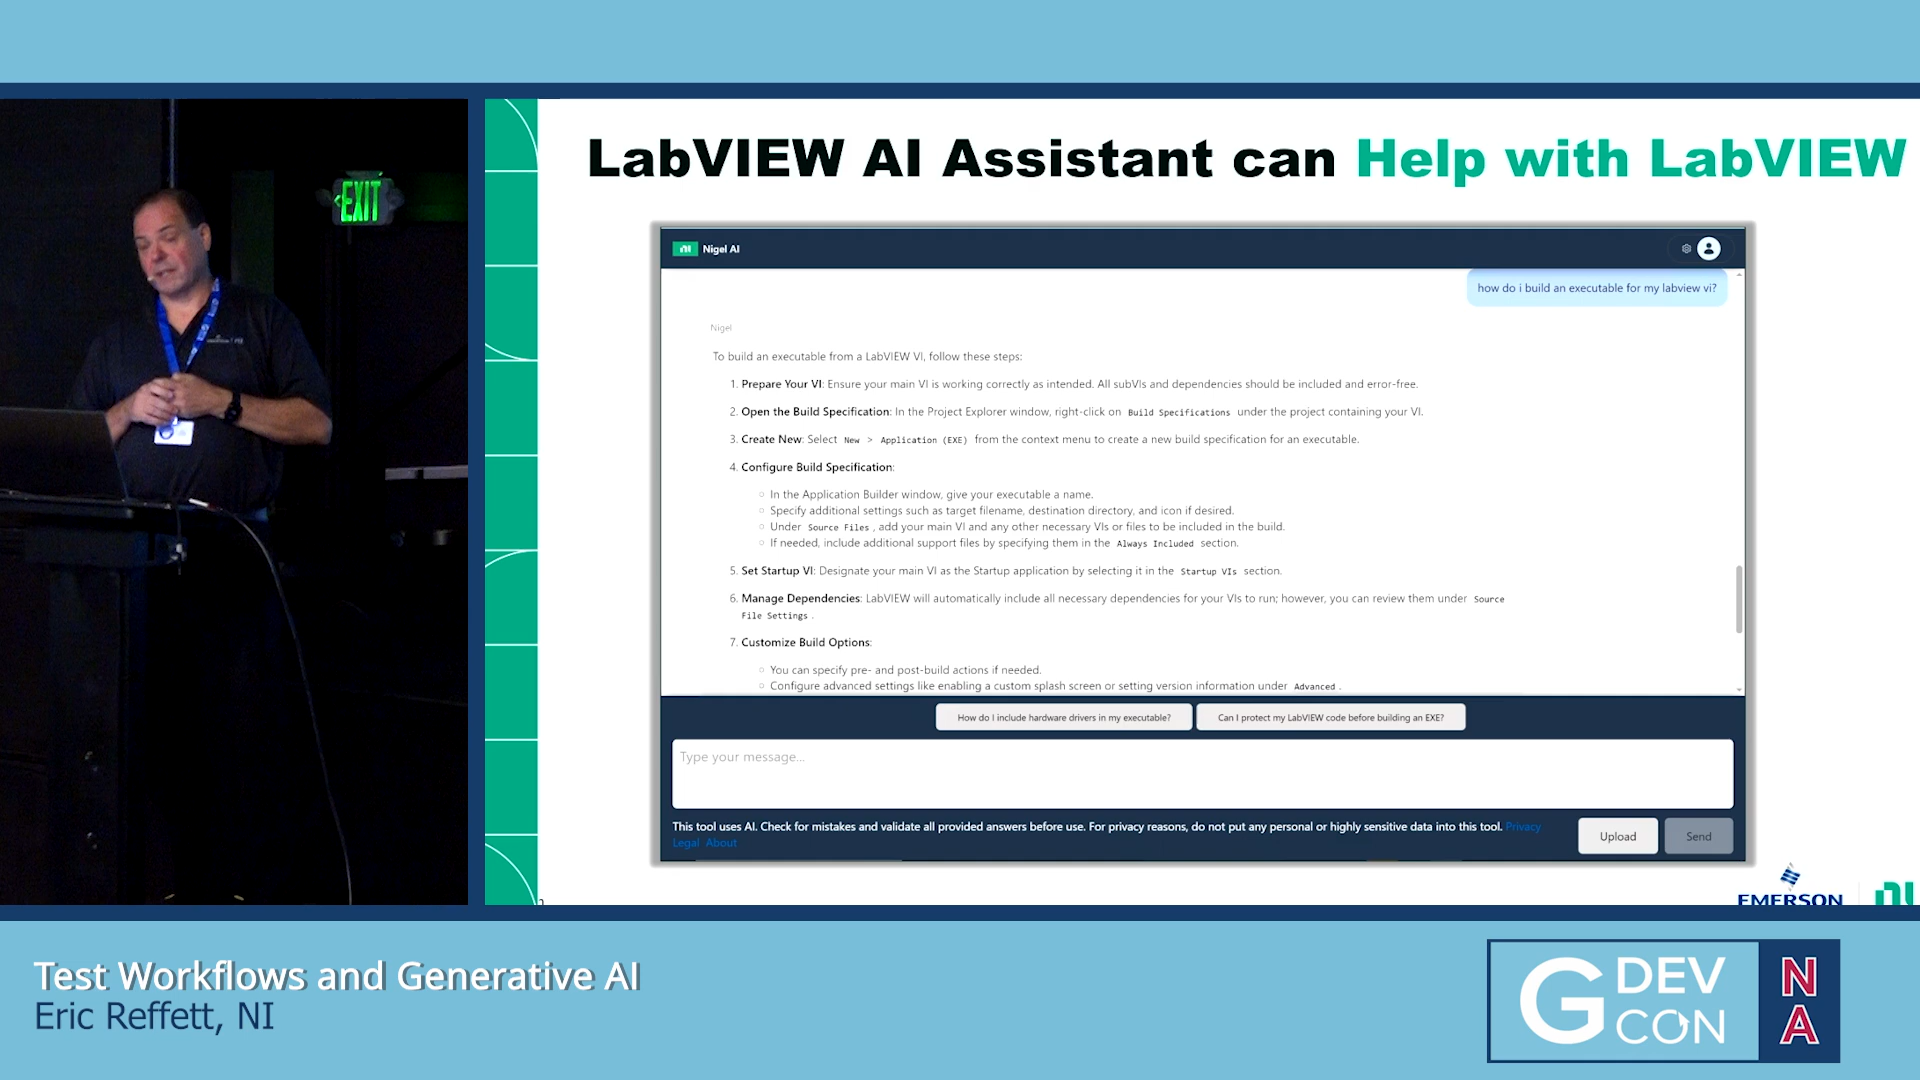 EXIT
LabVIEW AI Assistant can Help with LabVIEW
Nigel AI
how do i build an executable for my labview vi?
Nigel
To build an executable from a LabVIEW VI, follow these steps:
1. Prepare Your VI: Ensure your main VI is working correctly as intended. All subVIs and dependencies should be included and error-free.
2. Open the Build Specification: In the Project Explorer window, right-click on Build Specifications under the project containing your VI.
3. Create New: Select New > Application (EXE) from the context menu to create a new build specification for an executable.
4. Configure Build Specification:
○ In the Application Builder window, give your executable a name.
○ Specify additional settings such as target filename, destination directory, and icon if desired.
○ Under Source Files, add your main VI and any other necessary VIs or files to be included in the build.
○ If needed, include additional support files by specifying them in the Always Included section.
5. Set Startup VI: Designate your main VI as the Startup application by selecting it in the Startup VIs section.
6. Manage Dependencies: LabVIEW will automatically include all necessary dependencies for your VIs to run; however, you can review them under Source
File Settings.
7. Customize Build Options:
○ You can specify pre- and post-build actions if needed.
○ Configure advanced settings like enabling a custom splash screen or setting version information under Advanced.
How do I include hardware drivers in my executable?
Can I protect my LabVIEW code before building an EXE?
Type your message...
This tool uses AI. Check for mistakes and validate all provided answers before use. For privacy reasons, do not put any personal or highly sensitive data into this tool. Privacy
Legal About
Upload
Send
EMERSON
ni
Test Workflows and Generative AI
Eric Reffett, NI
G DEV CON
N A